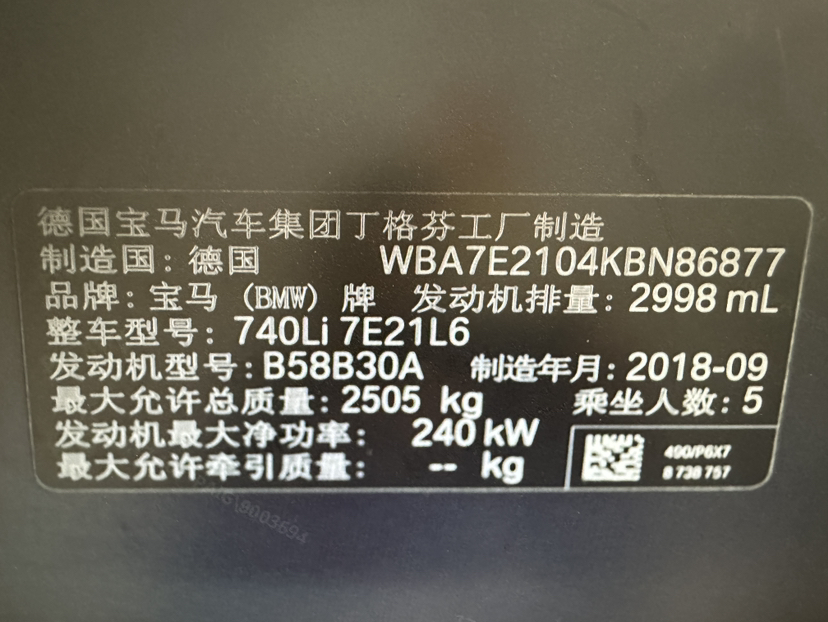 德国宝马汽车集团丁格芬工厂制造
制造国：德国 WBA7E2104KBN86877
品牌：宝马 (BMW) 牌 发动机排量：2998 mL
整车型号：740Li 7E21L6
发动机型号：B58B30A 制造年月：2018-09
最大允许总质量：2505 kg 乘坐人数：5
发动机最大净功率： 240 kW
最大允许牵引质量： -- kg
490/P6X7
8 738 757